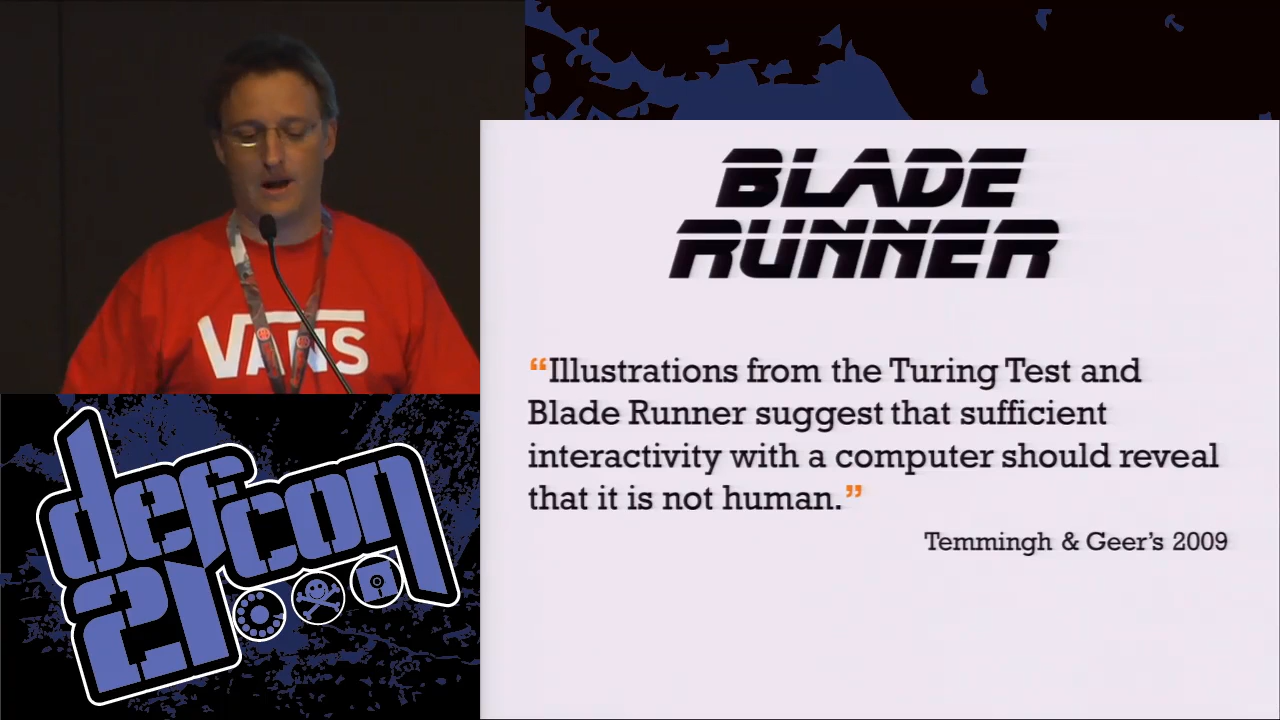 VANS
defcon
21
BLADE
RUNNER
“Illustrations from the Turing Test and
Blade Runner suggest that sufficient
interactivity with a computer should reveal
that it is not human.”
Temmingh & Geer’s 2009